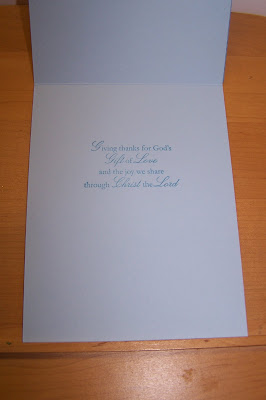 Giving thanks for God's
Gift of Love
and the joy we share
through Christ the Lord